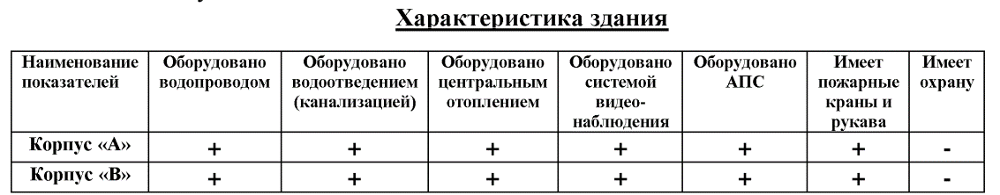 Характеристика здания
Наименование показателей | Оборудовано водопроводом | Оборудовано водоотведением (канализацией) | Оборудовано центральным отоплением | Оборудовано системой видео-наблюдения | Оборудовано АПС | Имеет пожарные краны и рукава | Имеет охрану
Корпус «А» + + + + + + -
Корпус «В» + + + + + + -